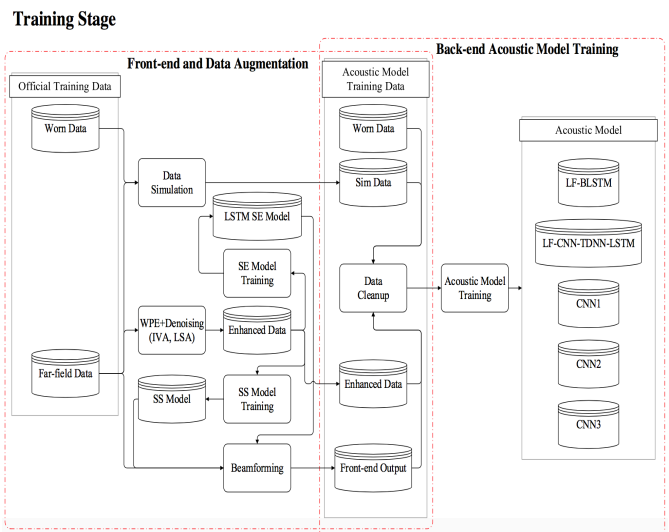 Training Stage
Back-end Acoustic Model Training
Front-end and Data Augmentation
Official Training Data
Worn Data
Far-field Data
Data
Simulation
LSTM SE Model
SE Model
Training
WPE+Denoising
(IVA, LSA)
Enhanced Data
SS Model
SS Model
Training
Beamforming
Acoustic Model
Training Data
Worn Data
Sim Data
Data
Cleanup
Enhanced Data
Front-end Output
Acoustic Model
Training
Acoustic Model
LF-BLSTM
LF-CNN-TDNN-LSTM
CNN1
CNN2
CNN3